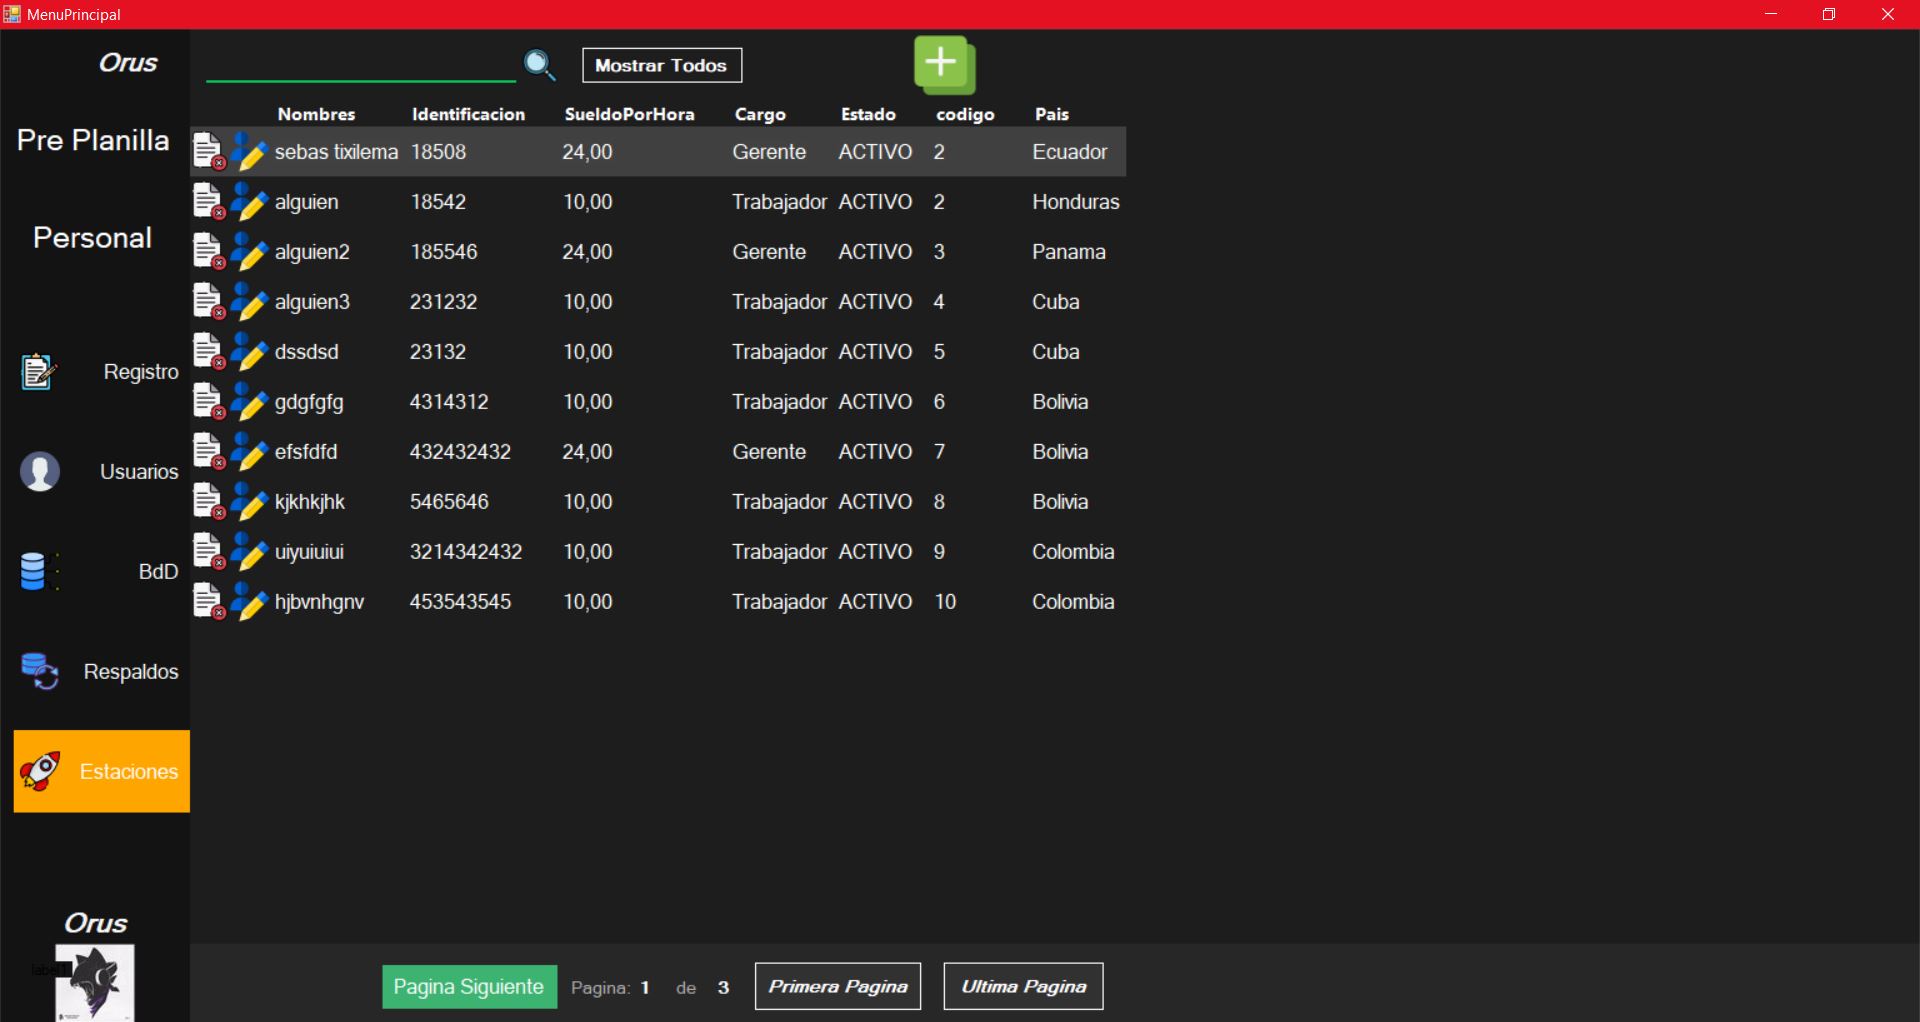 MenuPrincipal
Orus
Mostrar Todos
Pre Planilla
Personal
Registro
Usuarios
BdD
Respaldos
Estaciones
Orus
label1
Nombres Identificacion SueldoPorHora Cargo Estado codigo Pais
sebas tixilema 18508 24,00 Gerente ACTIVO 2 Ecuador
alguien 18542 10,00 Trabajador ACTIVO 2 Honduras
alguien2 185546 24,00 Gerente ACTIVO 3 Panama
alguien3 231232 10,00 Trabajador ACTIVO 4 Cuba
dssdsd 23132 10,00 Trabajador ACTIVO 5 Cuba
gdgfgfg 4314312 10,00 Trabajador ACTIVO 6 Bolivia
efsfdfd 432432432 24,00 Gerente ACTIVO 7 Bolivia
kjkhkjhk 5465646 10,00 Trabajador ACTIVO 8 Bolivia
uiyuiuiui 3214342432 10,00 Trabajador ACTIVO 9 Colombia
hjbvnhgnv 453543545 10,00 Trabajador ACTIVO 10 Colombia
Pagina Siguiente Pagina: 1 de 3 Primera Pagina Ultima Pagina